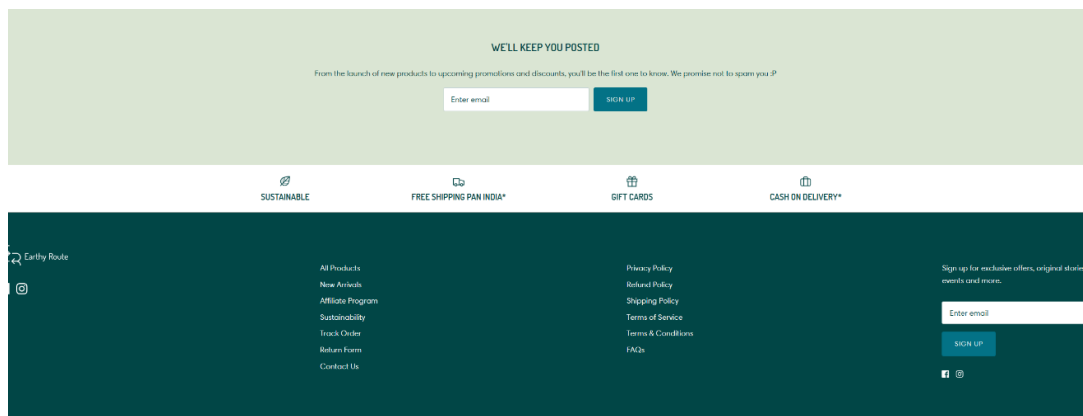 WE'LL KEEP YOU POSTED
From the launch of new products to upcoming promotions and discounts, you'll be the first one to know. We promise not to spam you :P
Enter email
SIGN UP
SUSTAINABLE
FREE SHIPPING PAN INDIA*
GIFT CARDS
CASH ON DELIVERY*
Earthy Route
All Products
New Arrivals
Affiliate Program
Sustainability
Track Order
Return Form
Contact Us
Privacy Policy
Refund Policy
Shipping Policy
Terms of Service
Terms & Conditions
FAQs
Sign up for exclusive offers, original storie
events and more.
Enter email
SIGN UP